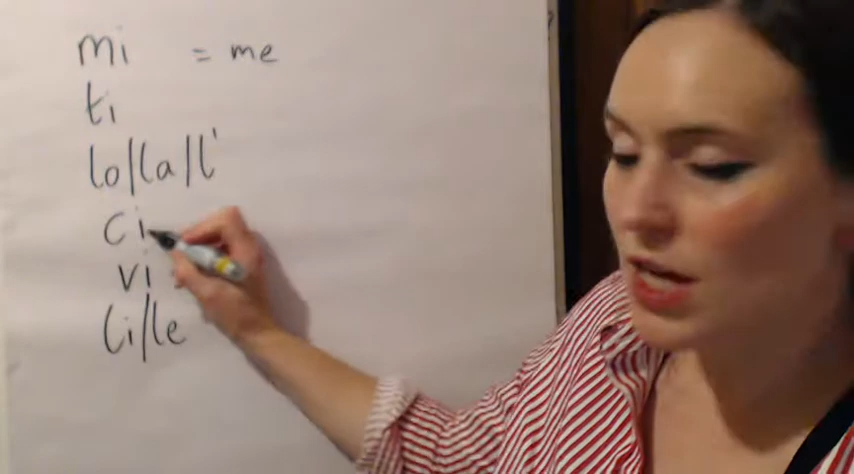 mi = me
ti
lo/la/l'
ci
vi
li/le